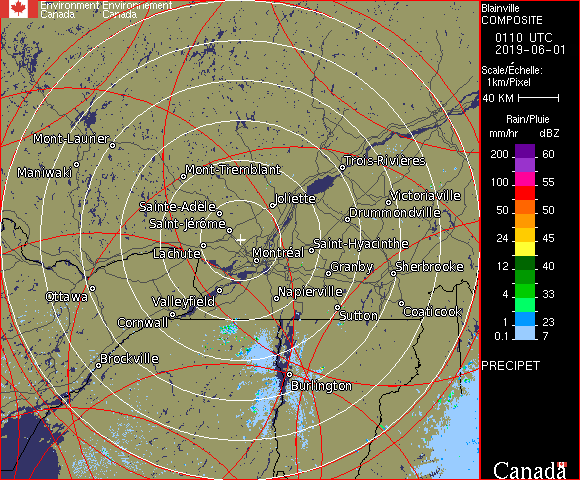 Environment Environnement
Canada Canada
Blainville
COMPOSITE
0110 UTC
2019-06-01
Scale/Échelle:
1km/Pixel
40 KM
Rain/Pluie
mm/hr dBZ
200 60
100 55
50 50
24 45
12 40
4 33
1 23
0.1 7
PRECIPET
Canada
Mont-Laurier
Maniwaki
Mont-Tremblant
Trois-Rivières
Joliette
Victoriaville
Sainte-Adèle
Drummondville
Saint-Jérôme
Lachute
Montréal
Saint-Hyacinthe
Granby
Sherbrooke
Ottawa
Valleyfield
Napierville
Cornwall
Sutton
Coaticook
Brockville
Burlington